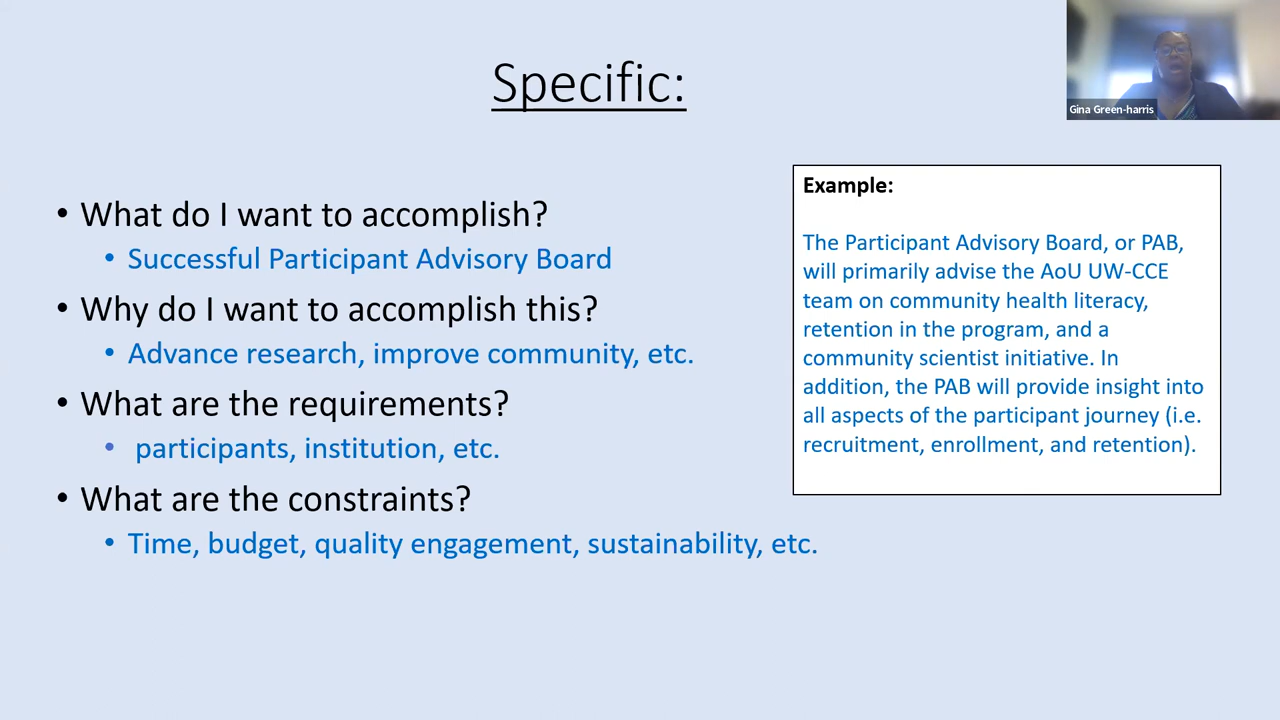 Specific:
Gina Green-harris
• What do I want to accomplish?
• Successful Participant Advisory Board
• Why do I want to accomplish this?
• Advance research, improve community, etc.
• What are the requirements?
• participants, institution, etc.
• What are the constraints?
• Time, budget, quality engagement, sustainability, etc.
Example:
The Participant Advisory Board, or PAB,
will primarily advise the AoU UW-CCE
team on community health literacy,
retention in the program, and a
community scientist initiative. In
addition, the PAB will provide insight into
all aspects of the participant journey (i.e.
recruitment, enrollment, and retention).